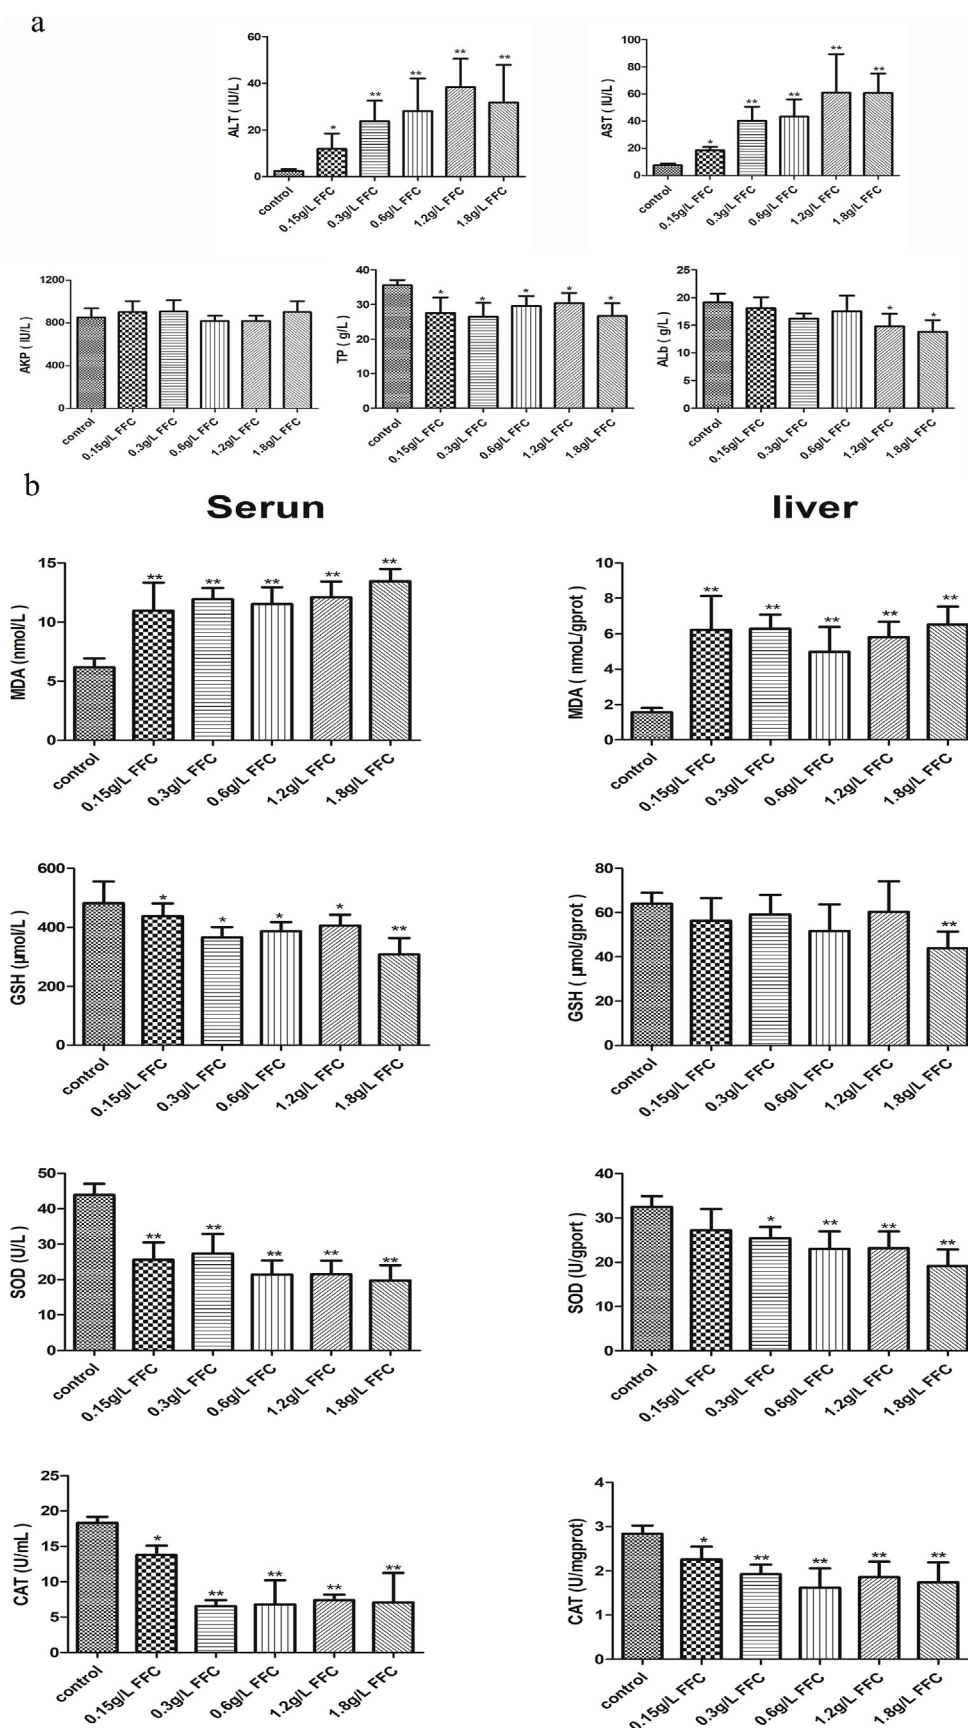 a
ALT ( IU/L)
60
40
20
0
** ** ** ** *
control 0.15g/L FFC 0.3g/L FFC 0.6g/L FFC 1.2g/L FFC 1.8g/L FFC
AST ( IU/L)
100
80
60
40
20
0
* ** ** ** **
control 0.15g/L FFC 0.3g/L FFC 0.6g/L FFC 1.2g/L FFC 1.8g/L FFC
AKP ( IU/L)
1200
800
400
0
control 0.15g/L FFC 0.3g/L FFC 0.6g/L FFC 1.2g/L FFC 1.8g/L FFC
TP ( g/L)
40
30
20
10
0
* * * * *
control 0.15g/L FFC 0.3g/L FFC 0.6g/L FFC 1.2g/L FFC 1.8g/L FFC
ALb ( g/L)
25
20
15
10
5
0
* *
control 0.15g/L FFC 0.3g/L FFC 0.6g/L FFC 1.2g/L FFC 1.8g/L FFC
b
Serun
liver
MDA (nmol/L)
15
10
5
0
** ** ** ** **
control 0.15g/L FFC 0.3g/L FFC 0.6g/L FFC 1.2g/L FFC 1.8g/L FFC
MDA ( nmoL/gprot)
10
8
6
4
2
0
** ** ** ** **
control 0.15g/L FFC 0.3g/L FFC 0.6g/L FFC 1.2g/L FFC 1.8g/L FFC
GSH (μmol/L)
600
400
200
0
* * * * **
control 0.15g/L FFC 0.3g/L FFC 0.6g/L FFC 1.2g/L FFC 1.8g/L FFC
GSH ( μmol/gprot)
80
60
40
20
0
**
control 0.15g/L FFC 0.3g/L FFC 0.6g/L FFC 1.2g/L FFC 1.8g/L FFC
SOD (U/L )
50
40
30
20
10
0
** ** ** ** **
control 0.15g/L FFC 0.3g/L FFC 0.6g/L FFC 1.2g/L FFC 1.8g/L FFC
SOD (U/gport )
40
30
20
10
0
* ** ** **
control 0.15g/L FFC 0.3g/L FFC 0.6g/L FFC 1.2g/L FFC 1.8g/L FFC
CAT (U/mL)
25
20
15
10
5
0
* ** ** ** **
control 0.15g/L FFC 0.3g/L FFC 0.6g/L FFC 1.2g/L FFC 1.8g/L FFC
CAT (U/mgprot)
4
3
2
1
0
* ** ** ** **
control 0.15g/L FFC 0.3g/L FFC 0.6g/L FFC 1.2g/L FFC 1.8g/L FFC